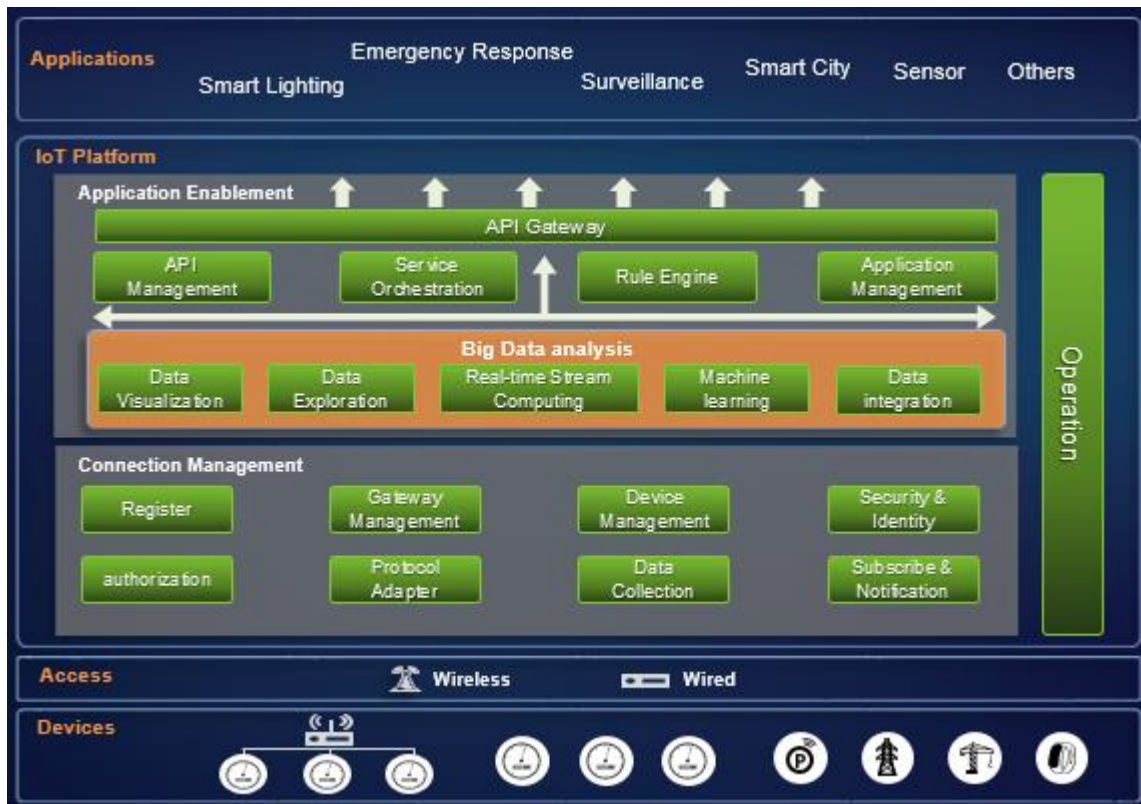 Applications
Emergency Response
Smart Lighting
Surveillance
Smart City
Sensor
Others
IoT Platform
Application Enablement
API Gateway
API
Management
Service
Orchestration
Rule Engine
Application
Management
Big Data analysis
Data
Visualization
Data
Exploration
Real-time Stream
Computing
Machine
learning
Data
integration
Operation
Connection Management
Register
Gateway
Management
Device
Management
Security &
Identity
authorization
Protocol
Adapter
Data
Collection
Subscribe &
Notification
Access
Wireless
Wired
Devices
P